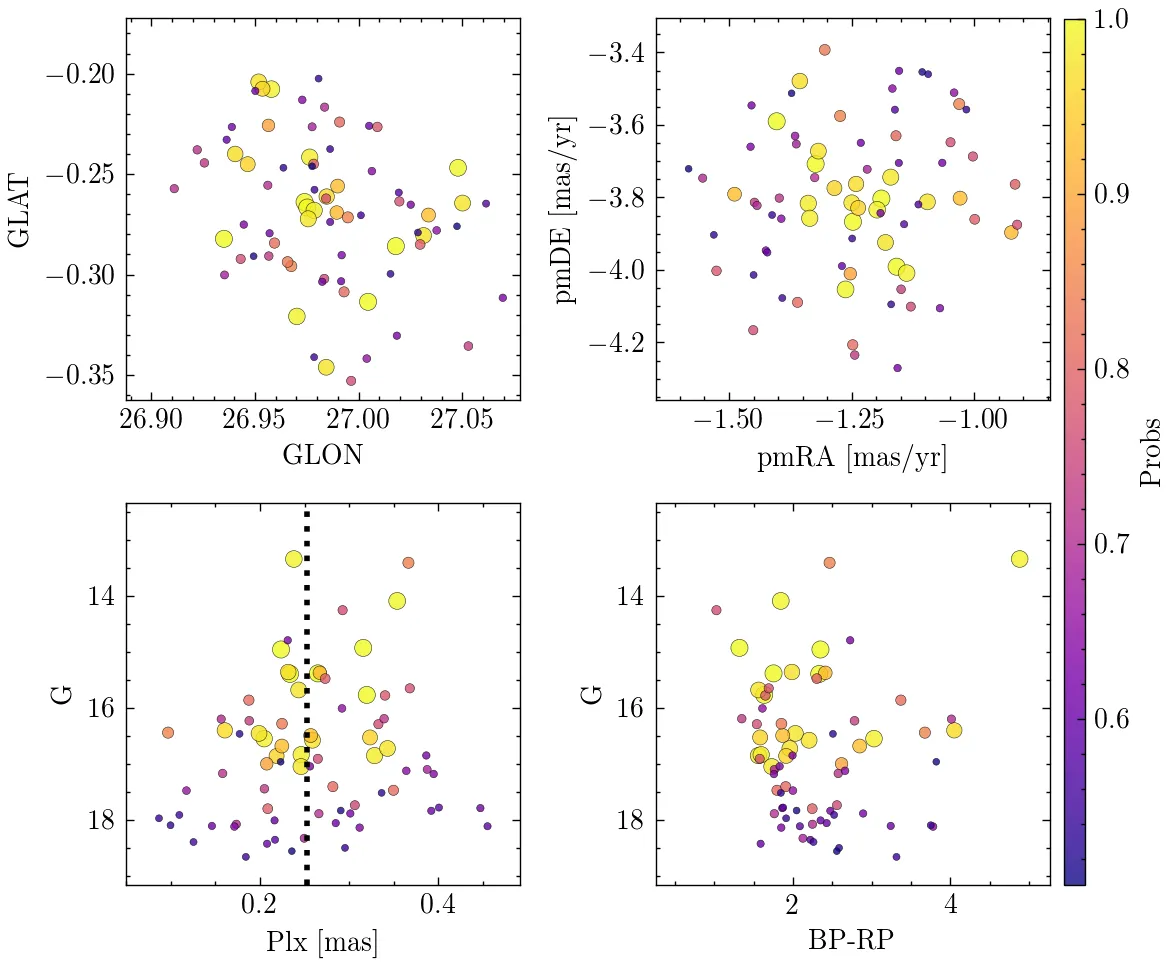 −0.20
−0.25
−0.30
−0.35
GLAT
26.90 26.95 27.00 27.05
GLON
−3.4
−3.6
−3.8
−4.0
−4.2
pmDE [mas/yr]
−1.50 −1.25 −1.00
pmRA [mas/yr]
14
16
18
G
0.2 0.4
Plx [mas]
14
16
18
G
2 4
BP-RP
1.0
0.9
0.8
0.7
0.6
Probs